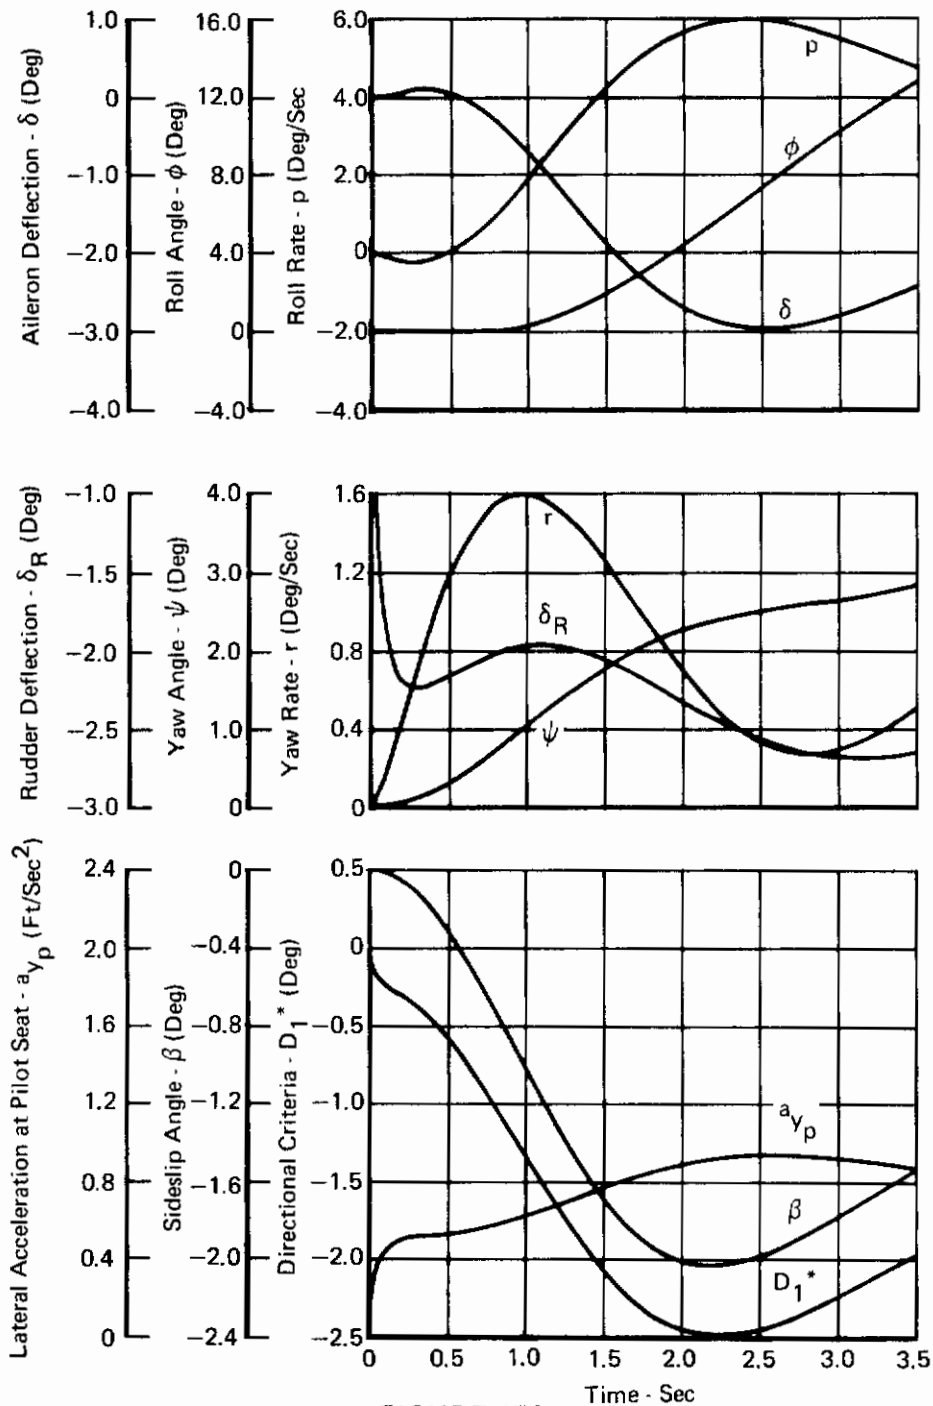 Aileron Deflection - δ (Deg)
1.0
0
-1.0
-2.0
-3.0
-4.0
Roll Angle - ϕ (Deg)
16.0
12.0
8.0
4.0
0
-4.0
Roll Rate - p (Deg/Sec
6.0
4.0
2.0
0
-2.0
-4.0
p
ϕ
δ
Rudder Deflection - δR (Deg)
-1.0
-1.5
-2.0
-2.5
-3.0
Yaw Angle - ψ (Deg)
4.0
3.0
2.0
1.0
0
Yaw Rate - r (Deg/Sec)
1.6
1.2
0.8
0.4
0
r
δR
ψ
Lateral Acceleration at Pilot Seat - ayp (Ft/Sec²)
2.4
2.0
1.6
1.2
0.8
0.4
0
Sideslip Angle - β (Deg)
0
-0.4
-0.8
-1.2
-1.6
-2.0
-2.4
Directional Criteria - D1* (Deg)
0.5
0
-0.5
-1.0
-1.5
-2.0
-2.5
ayp
β
D1*
0 0.5 1.0 1.5 2.0 2.5 3.0 3.5
Time - Sec